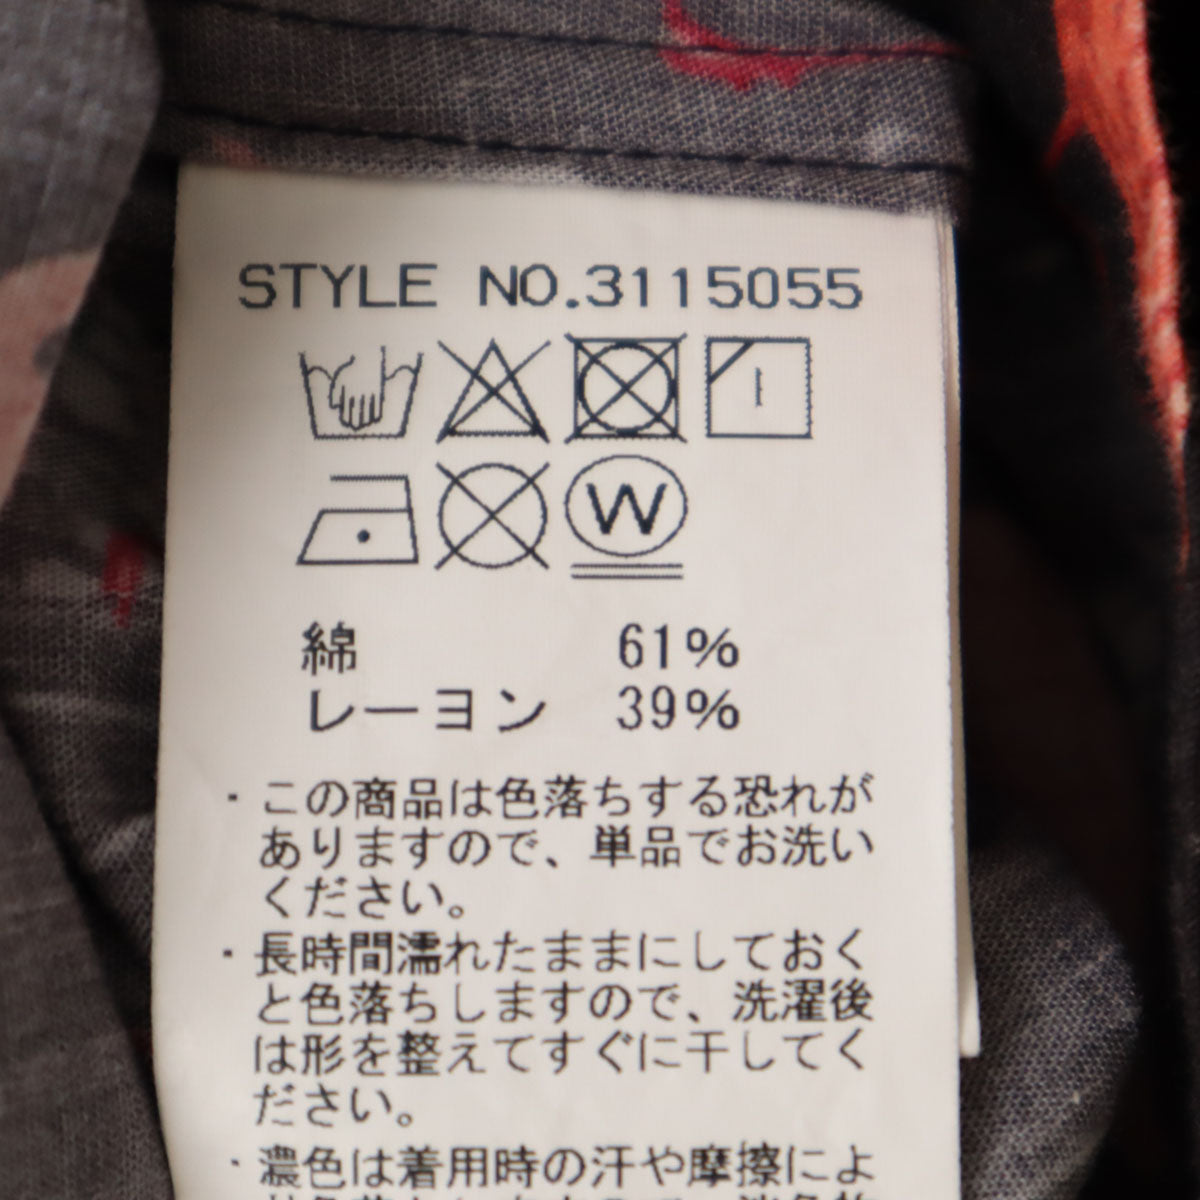 STYLE NO.3115055
W
綿 61%
レーヨン 39%
・この商品は色落ちする恐れが
ありますので、単品でお洗い
ください。
・長時間濡れたままにしておく
と色落ちしますので、洗濯後
は形を整えてすぐに干してく
ださい。
・濃色は着用時の汗や摩擦によ